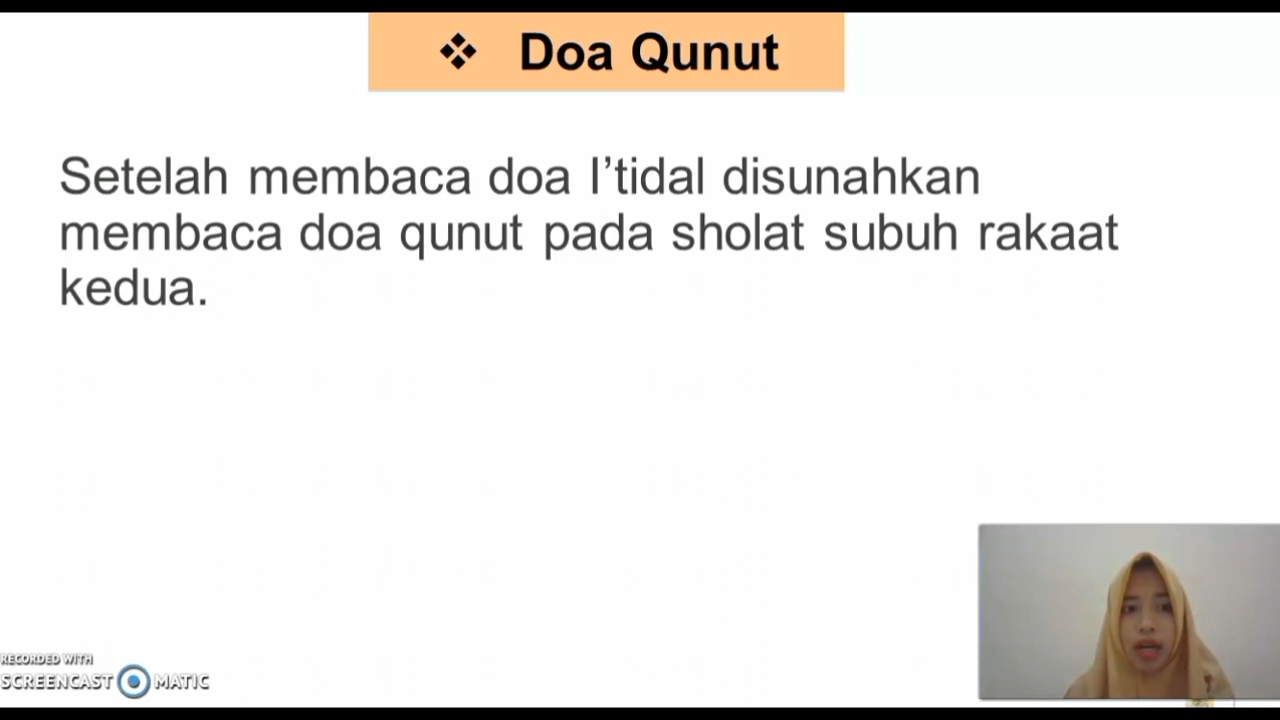 ❖ Doa Qunut
Setelah membaca doa I’tidal disunahkan
membaca doa qunut pada sholat subuh rakaat
kedua.
RECORDED WITH
SCREENCAST MATIC